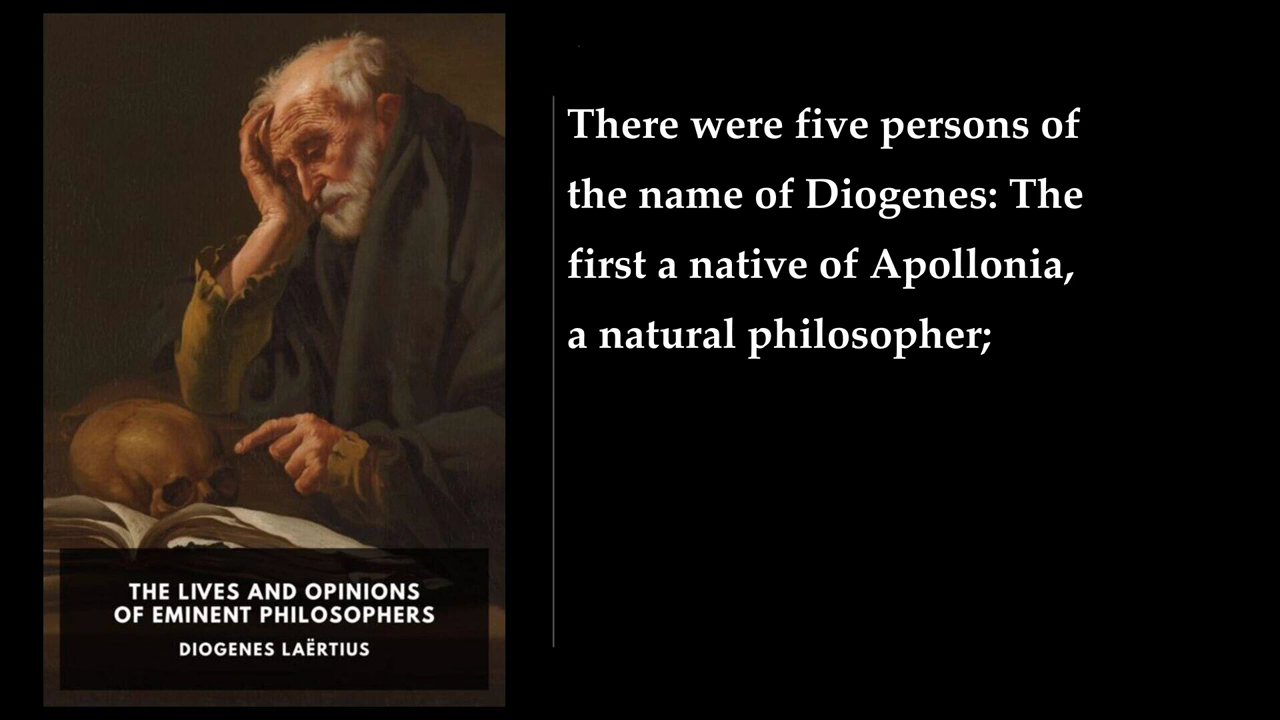 THE LIVES AND OPINIONS
OF EMINENT PHILOSOPHERS
DIOGENES LAËRTIUS
There were five persons of
the name of Diogenes: The
first a native of Apollonia,
a natural philosopher;